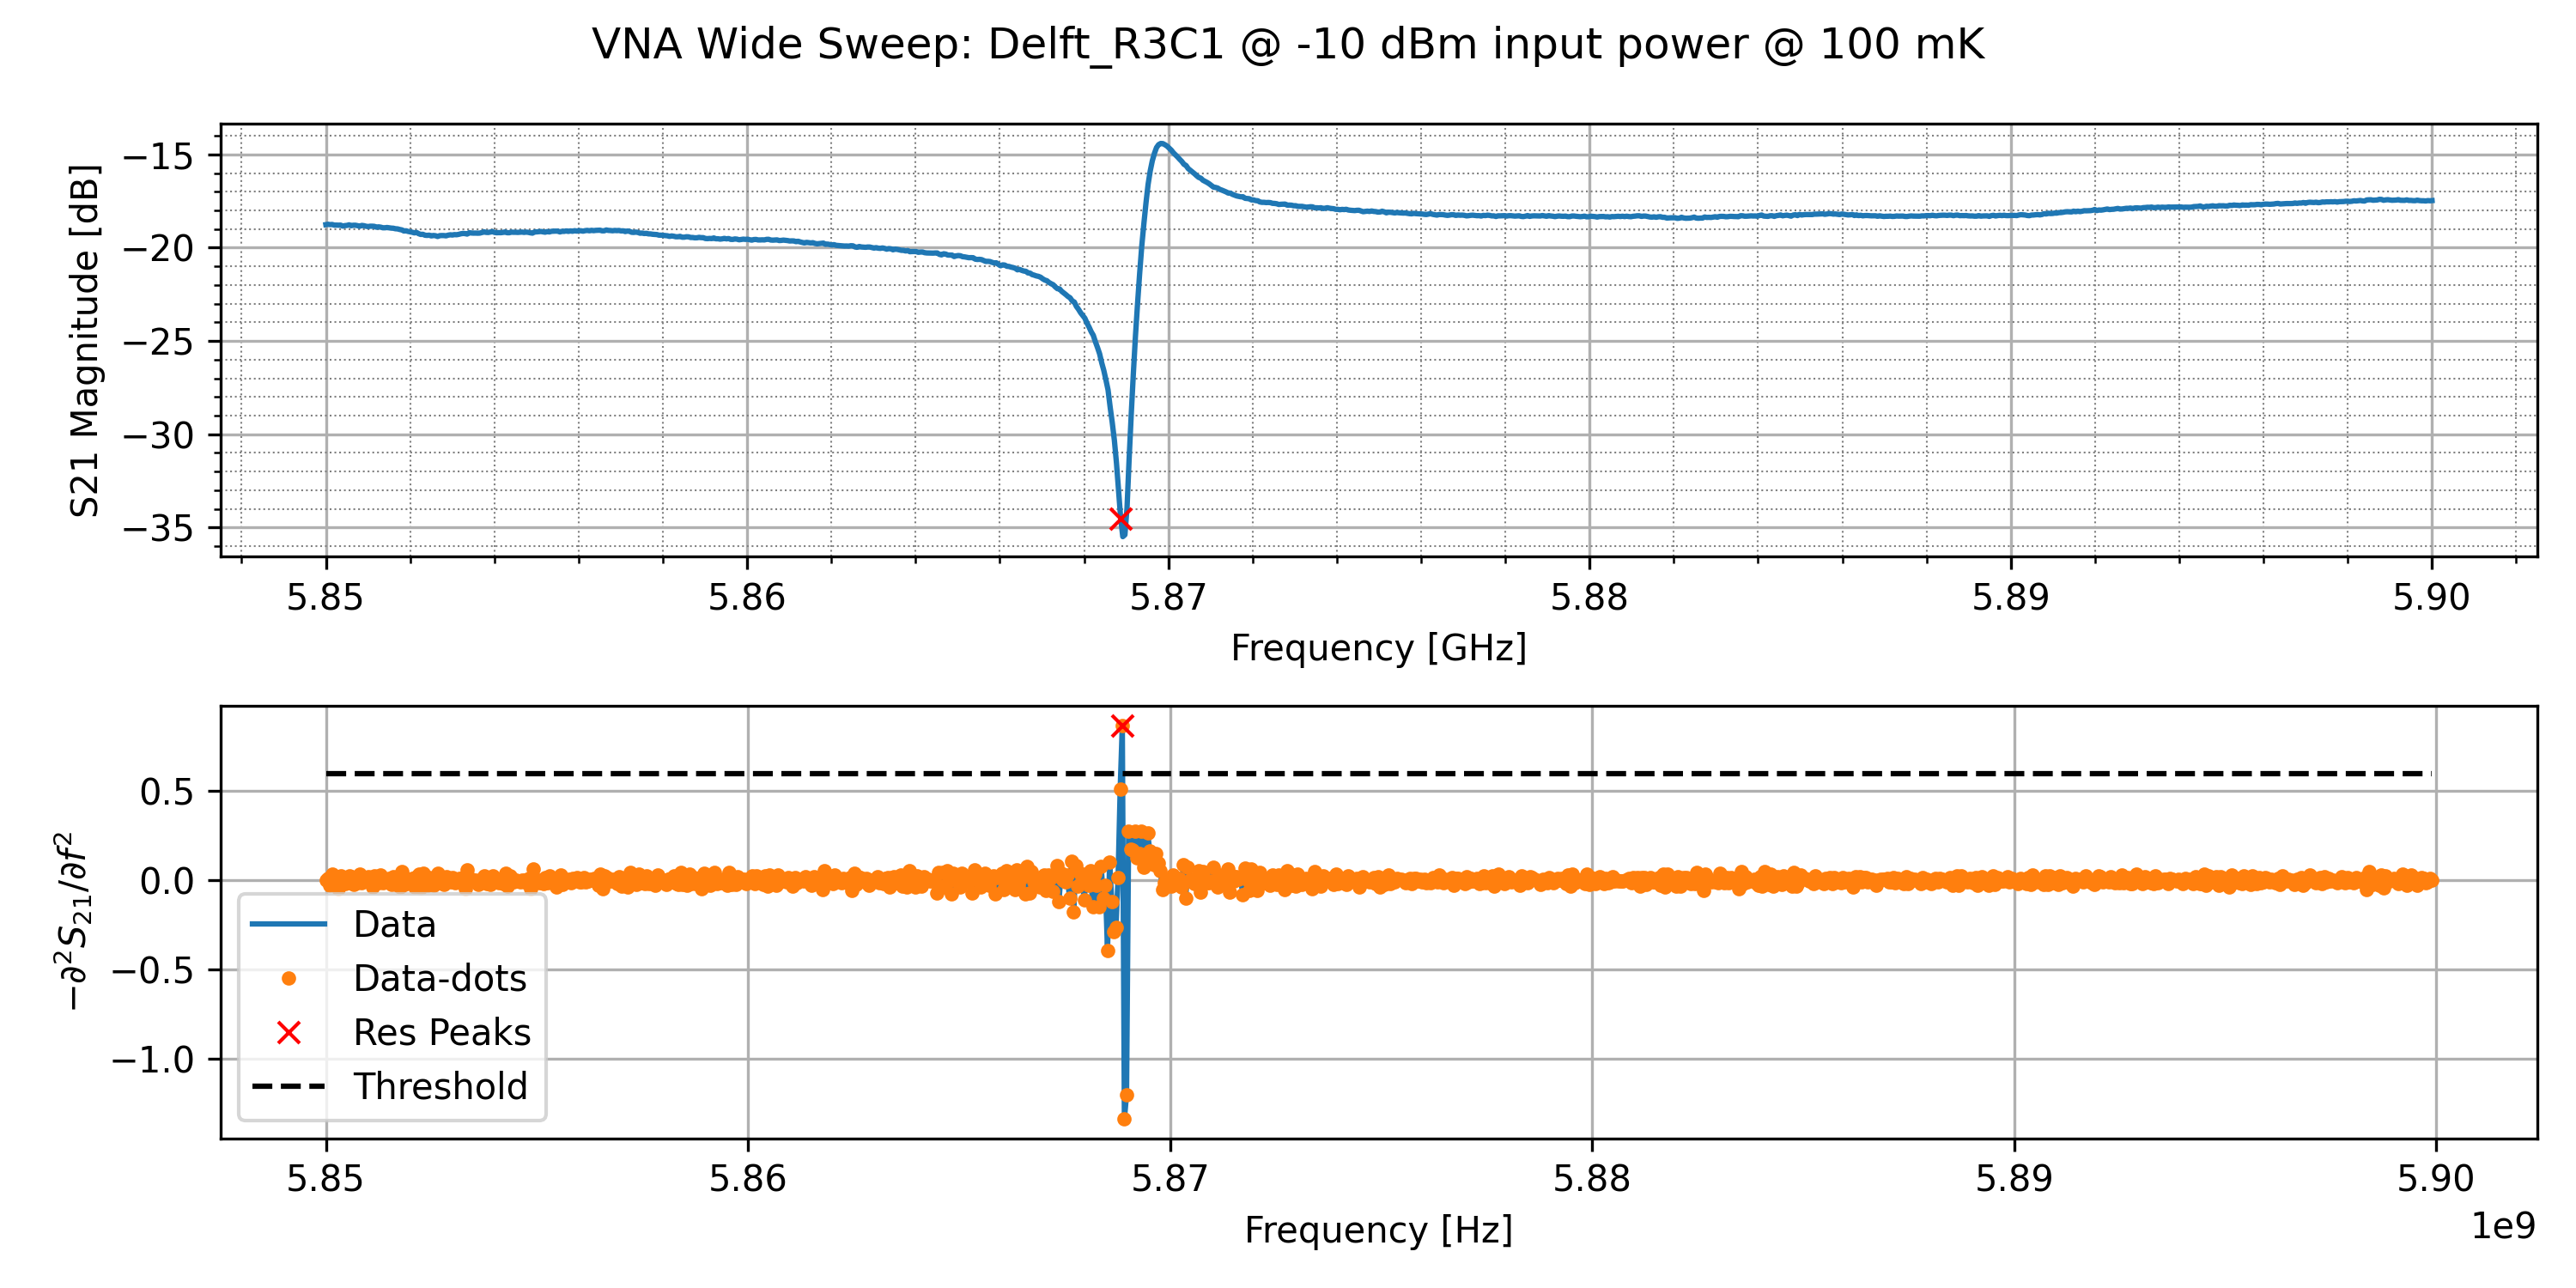 VNA Wide Sweep: Delft_R3C1 @ -10 dBm input power @ 100 mK
S21 Magnitude [dB]
−15
−20
−25
−30
−35
5.85 5.86 5.87 5.88 5.89 5.90
Frequency [GHz]
−∂²S₂₁/∂f²
0.5
0.0
−0.5
−1.0
Data
Data-dots
Res Peaks
Threshold
5.85 5.86 5.87 5.88 5.89 5.90
Frequency [Hz]
1e9